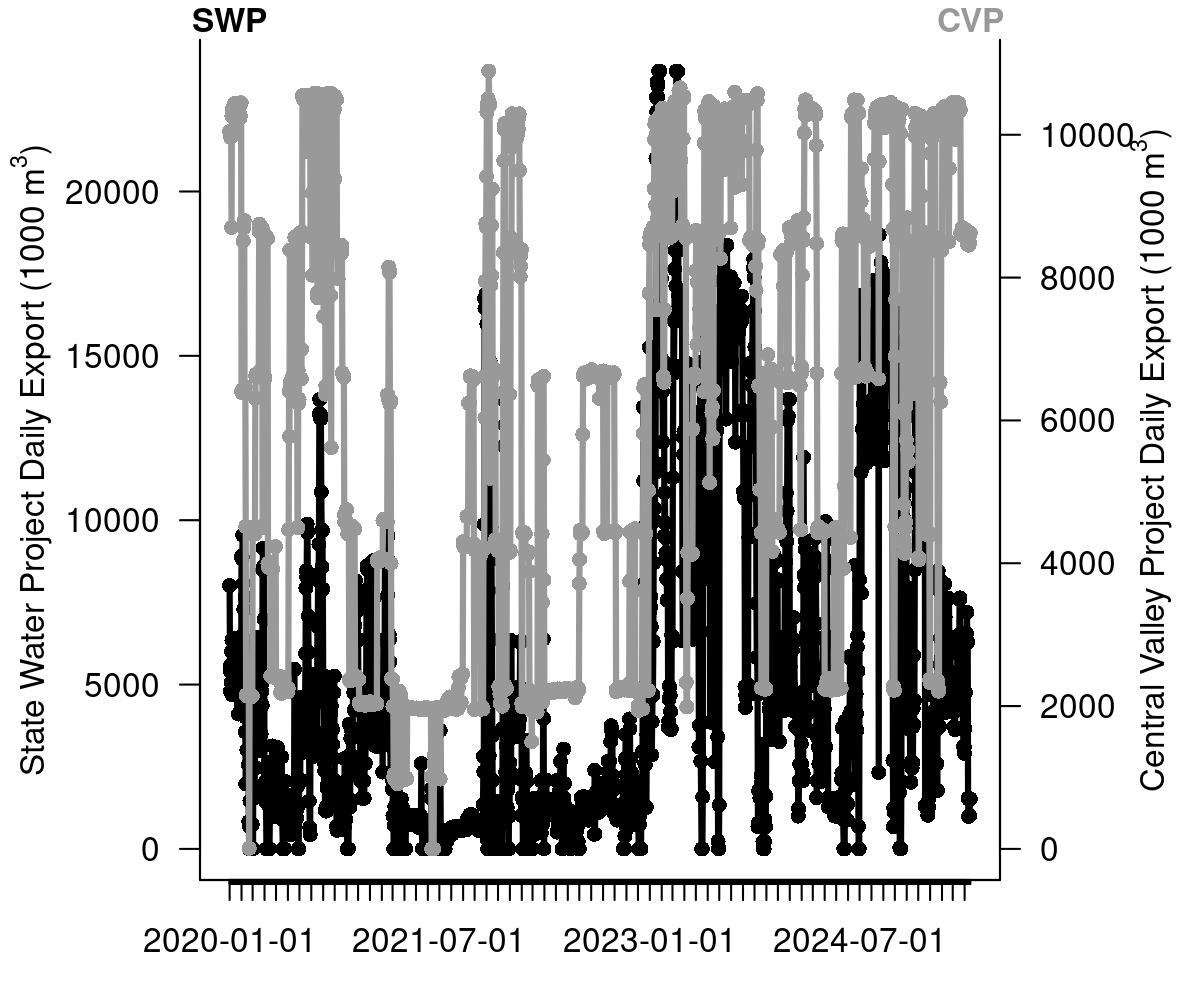 SWP
CVP
State Water Project Daily Export (1000 m³)
20000
15000
10000
5000
0
10000
8000
6000
4000
2000
0
Central Valley Project Daily Export (1000 m³)
2020-01-01 2021-07-01 2023-01-01 2024-07-01